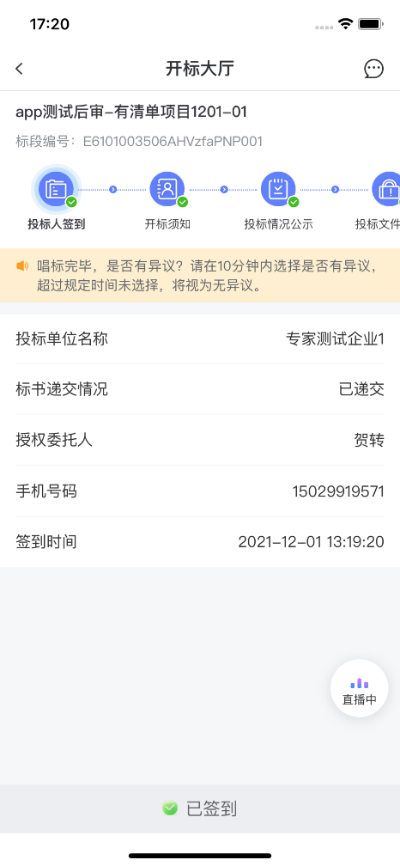 17:20
开标大厅
app测试后审-有清单项目1201-01
标段编号：E6101003506AHVzfaPNP001
投标人签到
开标须知
投标情况公示
投标文件
唱标完毕，是否有异议？请在10分钟内选择是否有异议，
超过规定时间未选择，将视为无异议。
投标单位名称 专家测试企业1
标书递交情况 已递交
授权委托人 贺转
手机号码 15029919571
签到时间 2021-12-01 13:19:20
直播中
已签到